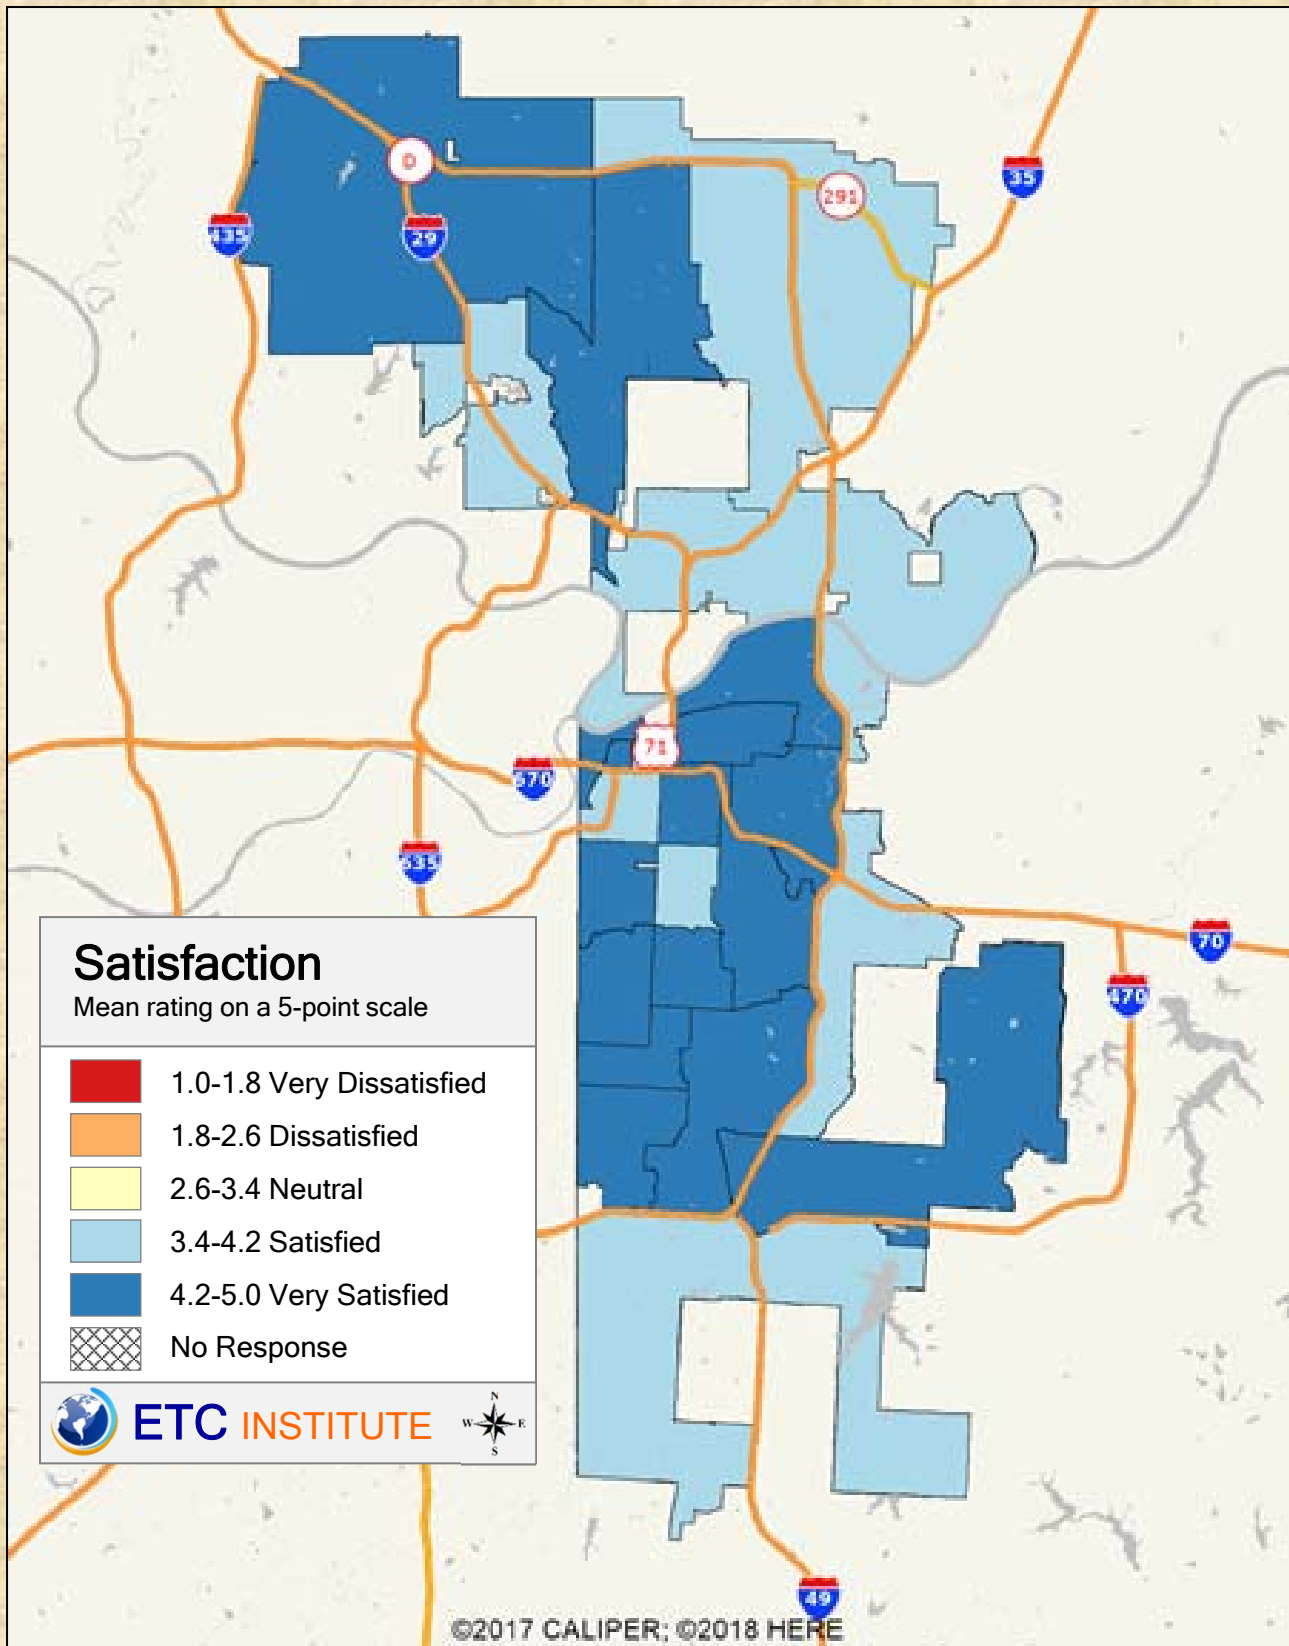 D
L
291
35
435
29
71
670
635
70
470
Satisfaction
Mean rating on a 5-point scale
1.0-1.8 Very Dissatisfied
1.8-2.6 Dissatisfied
2.6-3.4 Neutral
3.4-4.2 Satisfied
4.2-5.0 Very Satisfied
No Response
ETC INSTITUTE
N
W E
S
49
©2017 CALIPER; ©2018 HERE